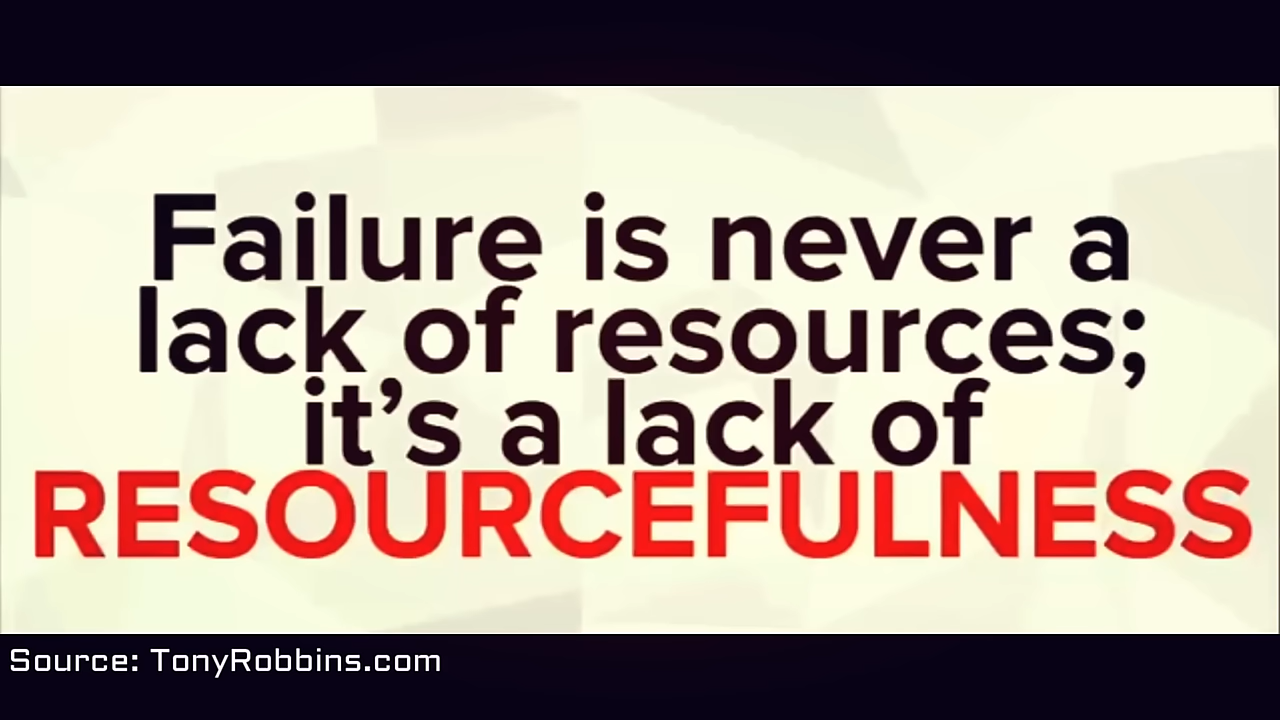 Failure is never a
lack of resources;
it’s a lack of
RESOURCEFULNESS
Source: TonyRobbins.com